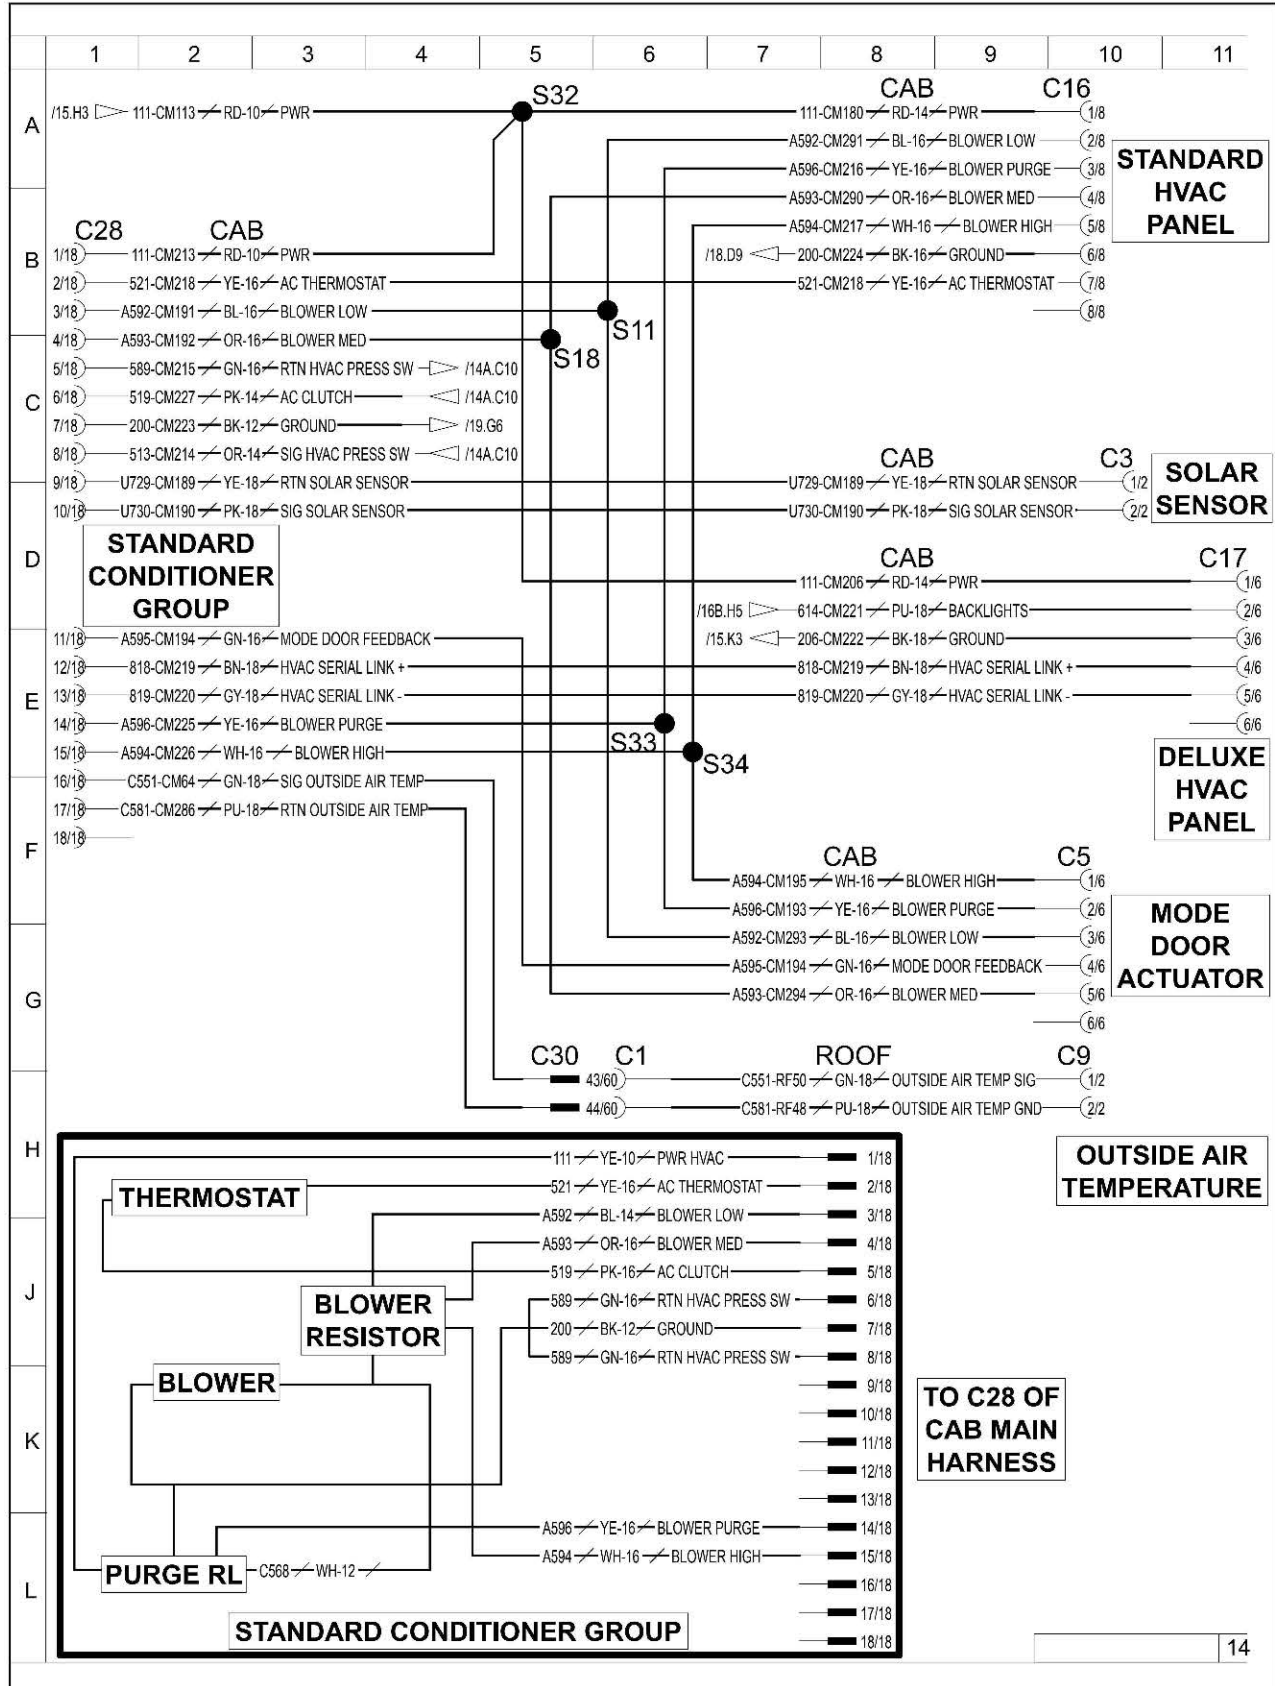 1 2 3 4 5 6 7 8 9 10 11
S32 CAB C16
A /15.H3 111-CM113 RD-10 PWR 111-CM180 RD-14 PWR 1/8
A592-CM291 BL-16 BLOWER LOW 2/8
A596-CM216 YE-16 BLOWER PURGE 3/8
A593-CM290 OR-16 BLOWER MED 4/8
A594-CM217 WH-16 BLOWER HIGH 5/8
STANDARD
HVAC
PANEL
C28 CAB
B 1/18 111-CM213 RD-10 PWR /18.D9 200-CM224 BK-16 GROUND 6/8
2/18 521-CM218 YE-16 AC THERMOSTAT 521-CM218 YE-16 AC THERMOSTAT 7/8
3/18 A592-CM191 BL-16 BLOWER LOW 8/8
S11
4/18 A593-CM192 OR-16 BLOWER MED
S18
5/18 589-CM215 GN-16 RTN HVAC PRESS SW /14A.C10
C 6/18 519-CM227 PK-14 AC CLUTCH /14A.C10
7/18 200-CM223 BK-12 GROUND /19.G6
8/18 513-CM214 OR-14 SIG HVAC PRESS SW /14A.C10
CAB C3
9/18 U729-CM189 YE-18 RTN SOLAR SENSOR U729-CM189 YE-18 RTN SOLAR SENSOR 1/2
10/18 U730-CM190 PK-18 SIG SOLAR SENSOR U730-CM190 PK-18 SIG SOLAR SENSOR 2/2
SOLAR
SENSOR
D
STANDARD
CONDITIONER
GROUP
CAB C17
111-CM206 RD-14 PWR 1/6
/16B.H5 614-CM221 PU-18 BACKLIGHTS 2/6
11/18 A595-CM194 GN-16 MODE DOOR FEEDBACK /15.K3 206-CM222 BK-18 GROUND 3/6
12/18 818-CM219 BN-18 HVAC SERIAL LINK + 818-CM219 BN-18 HVAC SERIAL LINK + 4/6
E 13/18 819-CM220 GY-18 HVAC SERIAL LINK - 819-CM220 GY-18 HVAC SERIAL LINK - 5/6
14/18 A596-CM225 YE-16 BLOWER PURGE 6/6
S33
15/18 A594-CM226 WH-16 BLOWER HIGH
S34
DELUXE
HVAC
PANEL
16/18 C551-CM64 GN-18 SIG OUTSIDE AIR TEMP
17/18 C581-CM286 PU-18 RTN OUTSIDE AIR TEMP
18/18
F
CAB C5
A594-CM195 WH-16 BLOWER HIGH 1/6
A596-CM193 YE-16 BLOWER PURGE 2/6
A592-CM293 BL-16 BLOWER LOW 3/6
A595-CM194 GN-16 MODE DOOR FEEDBACK 4/6
G A593-CM294 OR-16 BLOWER MED 5/6
6/6
MODE
DOOR
ACTUATOR
C30 C1 ROOF C9
43/60 C551-RF50 GN-18 OUTSIDE AIR TEMP SIG 1/2
44/60 C581-RF48 PU-18 OUTSIDE AIR TEMP GND 2/2
OUTSIDE AIR
TEMPERATURE
H 111 YE-10 PWR HVAC 1/18
THERMOSTAT 521 YE-16 AC THERMOSTAT 2/18
A592 BL-14 BLOWER LOW 3/18
A593 OR-16 BLOWER MED 4/18
519 PK-16 AC CLUTCH 5/18
J 589 GN-16 RTN HVAC PRESS SW 6/18
BLOWER
RESISTOR
200 BK-12 GROUND 7/18
589 GN-16 RTN HVAC PRESS SW 8/18
BLOWER 9/18
10/18
K 11/18
12/18
13/18
TO C28 OF
CAB MAIN
HARNESS
A596 YE-16 BLOWER PURGE 14/18
A594 WH-16 BLOWER HIGH 15/18
PURGE RL C568 WH-12
L 16/18
17/18
STANDARD CONDITIONER GROUP 18/18
14